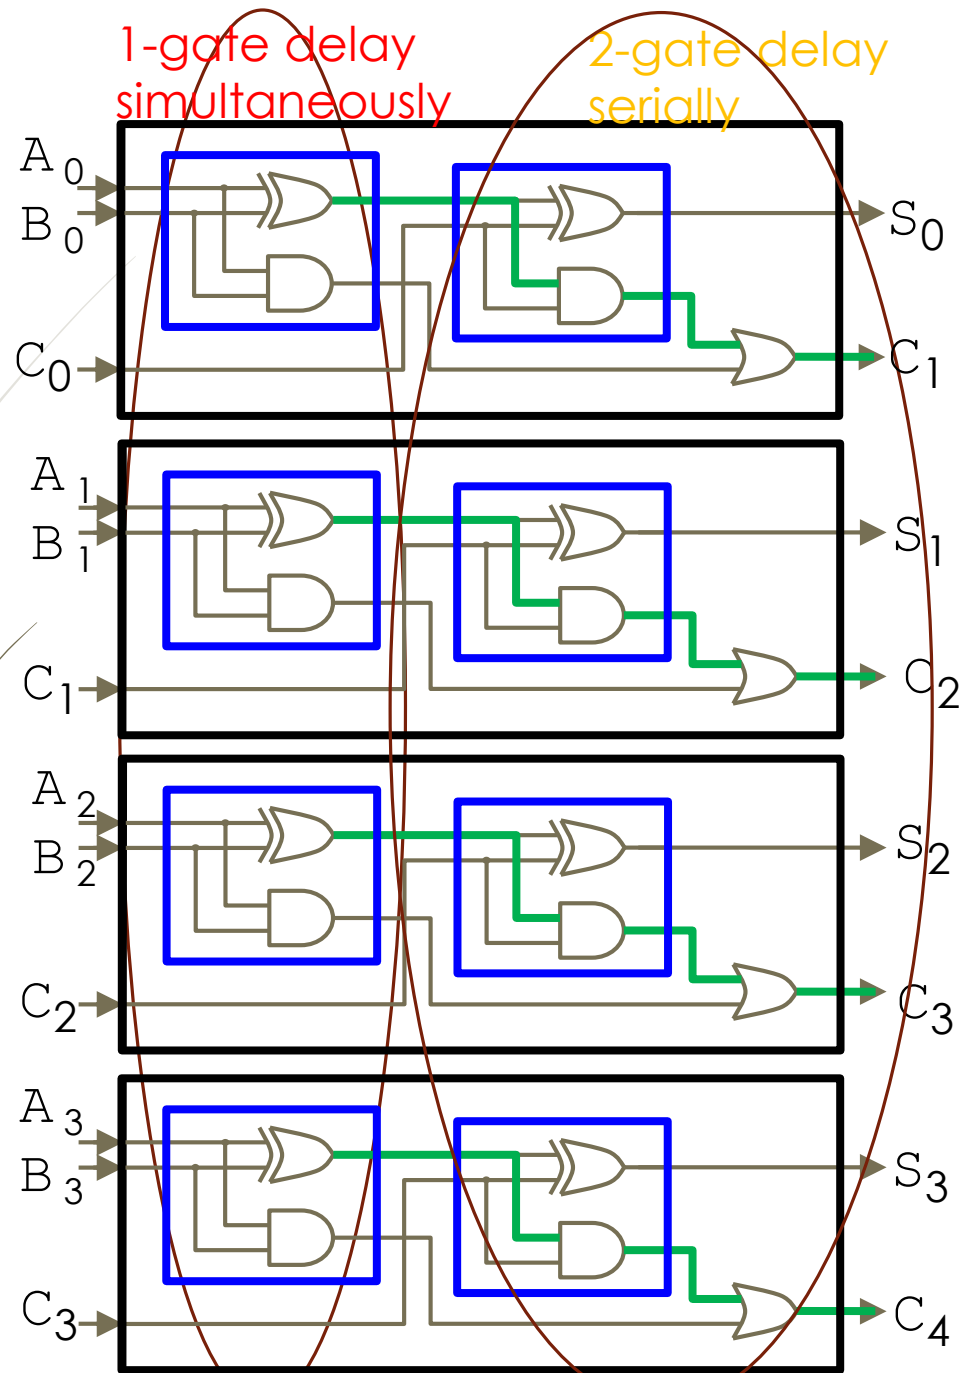 1-gate delay
simultaneously
2-gate delay
serially
A0
B0
C0
S0
C1
A1
B1
C1
S1
C2
A2
B2
C2
S2
C3
A3
B3
C3
S3
C4